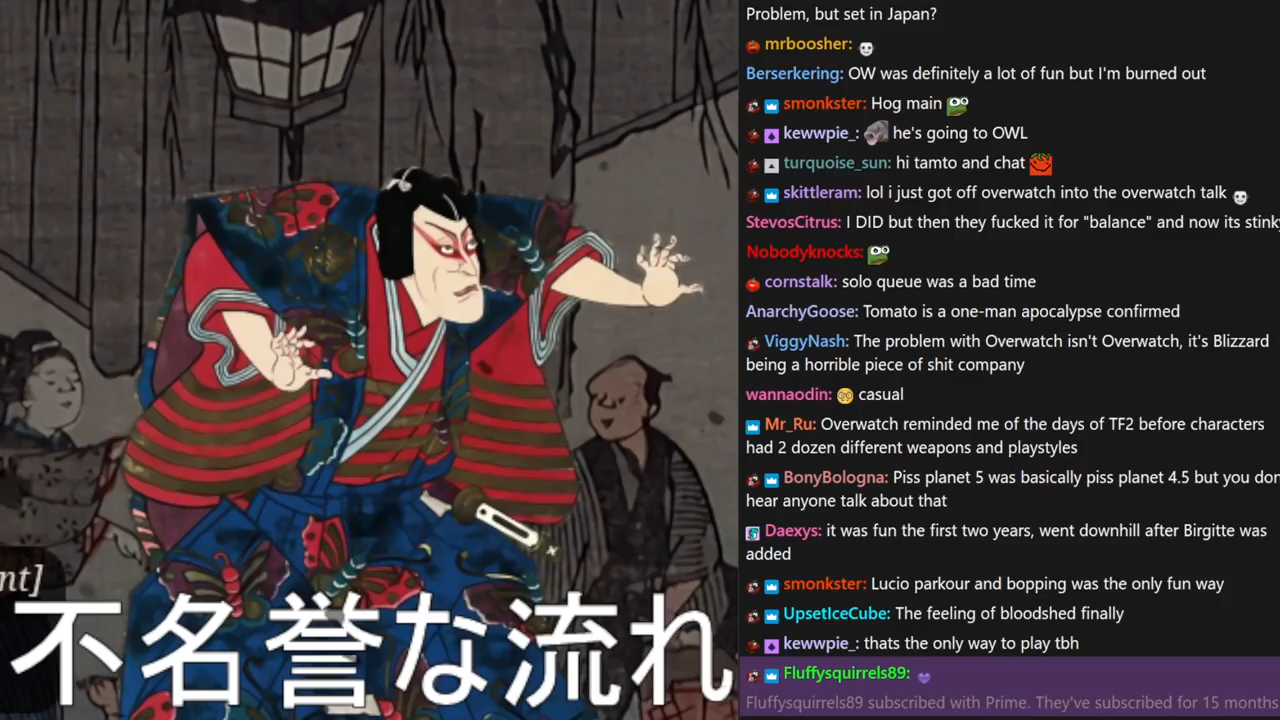 nt]
不名誉な流れ
Problem, but set in Japan?
mrboosher:
Berserkering: OW was definitely a lot of fun but I'm burned out
smonkster: Hog main
kewwpie_: he's going to OWL
turquoise_sun: hi tamto and chat
skittleram: lol i just got off overwatch into the overwatch talk
StevosCitrus: I DID but then they fucked it for "balance" and now its stink
Nobodyknocks:
cornstalk: solo queue was a bad time
AnarchyGoose: Tomato is a one-man apocalypse confirmed
ViggyNash: The problem with Overwatch isn't Overwatch, it's Blizzard
being a horrible piece of shit company
wannaodin: casual
Mr_Ru: Overwatch reminded me of the days of TF2 before characters
had 2 dozen different weapons and playstyles
BonyBologna: Piss planet 5 was basically piss planet 4.5 but you don
hear anyone talk about that
Daexys: it was fun the first two years, went downhill after Birgitte was
added
smonkster: Lucio parkour and bopping was the only fun way
UpsetIceCube: The feeling of bloodshed finally
kewwpie_: thats the only way to play tbh
Fluffysquirrels89:
Fluffysquirrels89 subscribed with Prime. They've subscribed for 15 months